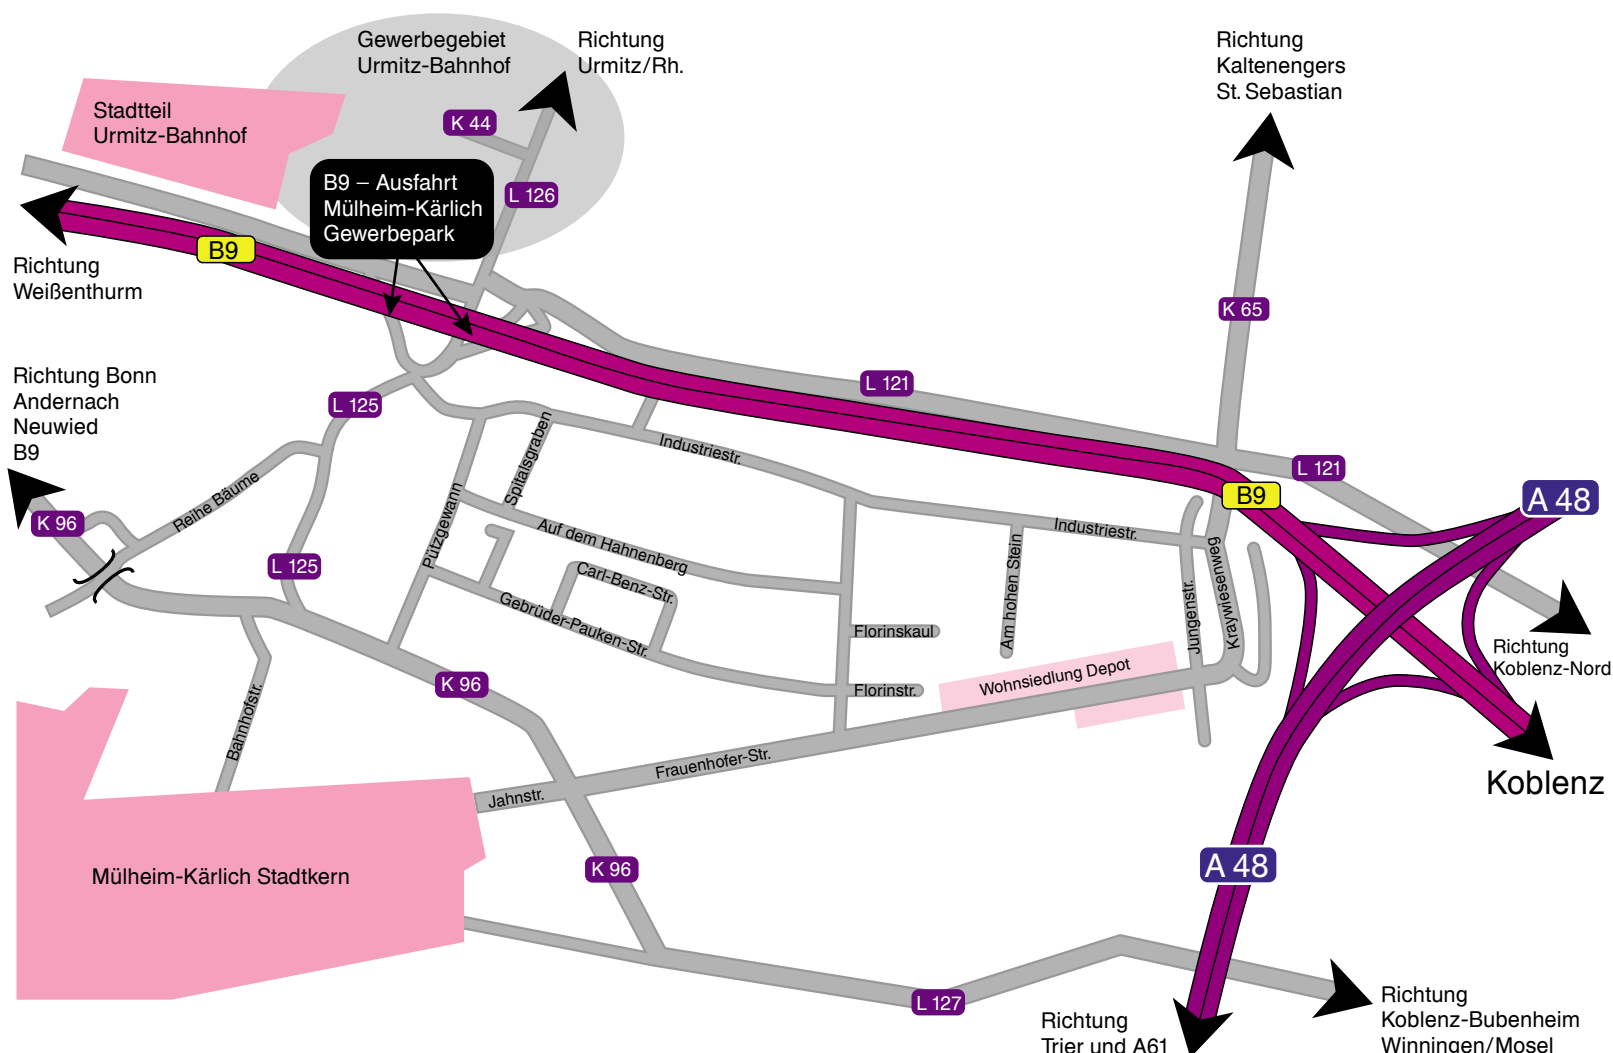 Gewerbegebiet
Urmitz-Bahnhof
Richtung
Urmitz/Rh.
Richtung
Kaltenengers
St. Sebastian
Stadtteil
Urmitz-Bahnhof
K 44
L 126
B9 – Ausfahrt
Mülheim-Kärlich
Gewerbepark
B9
Richtung
Weißenthurm
K 65
Richtung Bonn
Andernach
Neuwied
B9
L 125
L 121
Industriestr.
Spitalsgraben
L 121
B9
A 48
Reihe Bäume
K 96
Pützgewann
Auf dem Hahnenberg
Industriestr.
Am hohen Stein
Kraywiesenweg
Jungenstr.
L 125
Carl-Benz-Str.
Gebrüder-Pauken-Str.
Florinskaul
Richtung
Koblenz-Nord
Wohnsiedlung Depot
K 96
Florinstr.
Bahnhofstr.
Frauenhofer-Str.
Jahnstr.
Koblenz
Mülheim-Kärlich Stadtkern
K 96
A 48
L 127
Richtung
Koblenz-Bubenheim
Winningen/Mosel
Richtung
Trier und A61